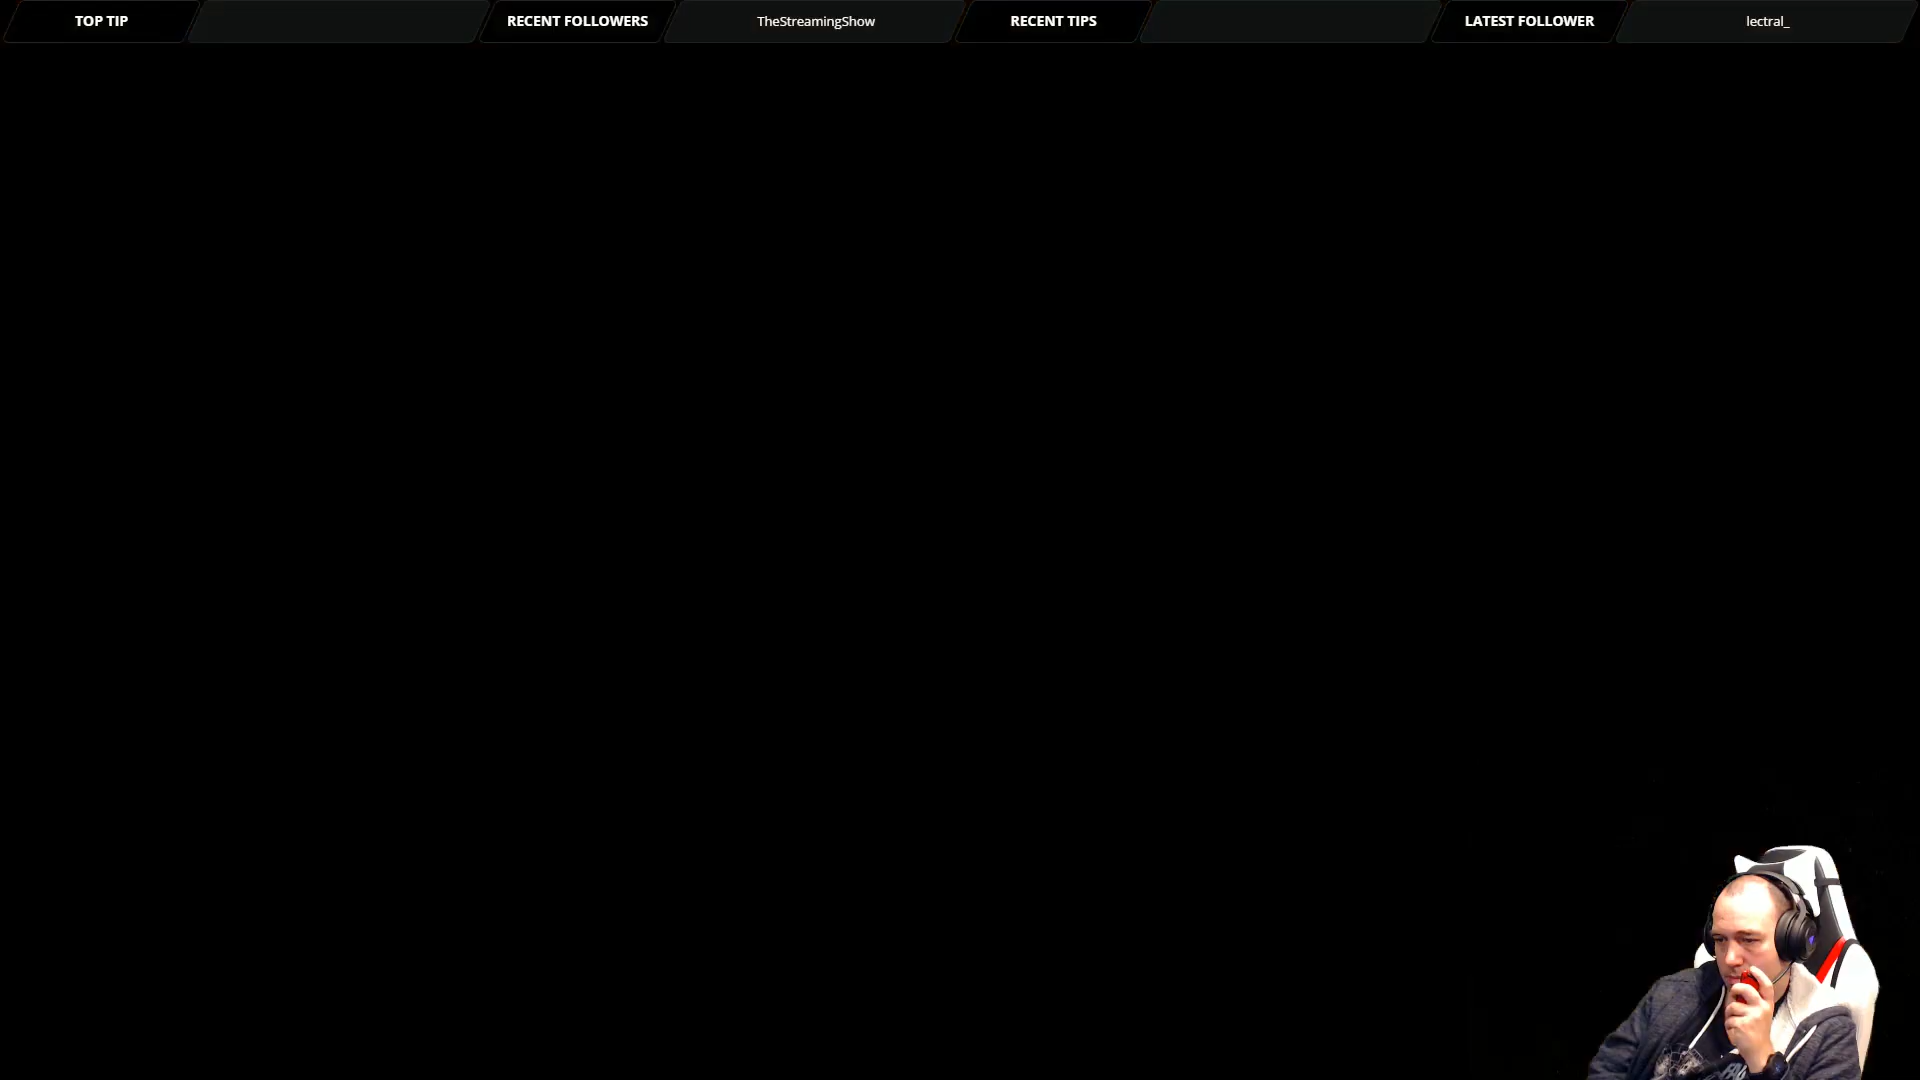 TOP TIP
RECENT FOLLOWERS
TheStreamingShow
RECENT TIPS
LATEST FOLLOWER
lectral_